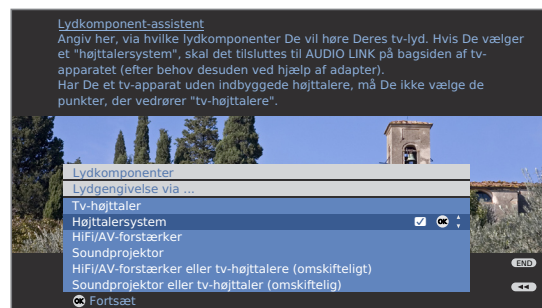 Lydkomponent-assistent
Angiv her, via hvilke lydkomponenter De vil høre Deres tv-lyd. Hvis De vælger
et "højttalersystem", skal det tilsluttes til AUDIO LINK på bagsiden af tv-
apparatet (efter behov desuden ved hjælp af adapter).
Har De et tv-apparat uden indbyggede højttalere, må De ikke vælge de
punkter, der vedrører "tv-højttalere".
Lydkomponenter
Lydgengivelse via ...
Tv-højttaler
Højttalersystem OK
HiFi/AV-forstærker
Soundprojektor
HiFi/AV-forstærker eller tv-højttalere (omskifteligt)
END
Soundprojektor eller tv-højttaler (omskiftelig)
OK Fortsæt